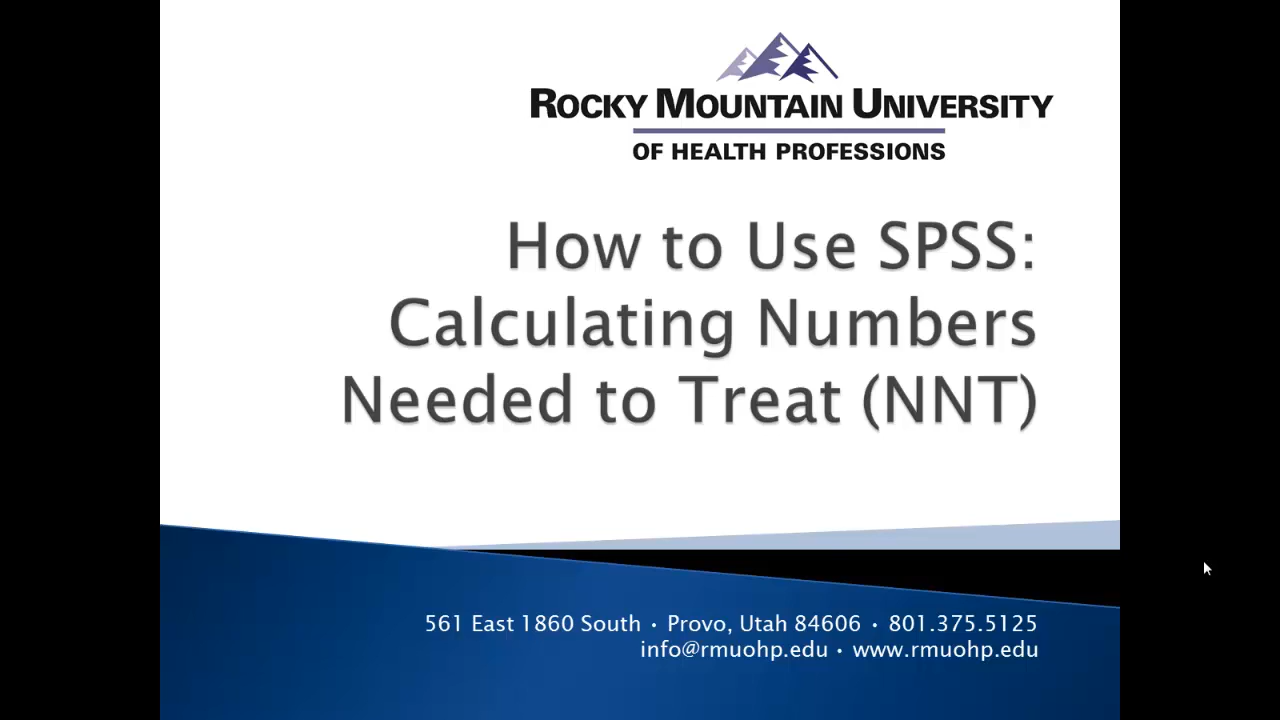 ROCKY MOUNTAIN UNIVERSITY
OF HEALTH PROFESSIONS
How to Use SPSS:
Calculating Numbers
Needed to Treat (NNT)
561 East 1860 South • Provo, Utah 84606 • 801.375.5125
info@rmuohp.edu • www.rmuohp.edu